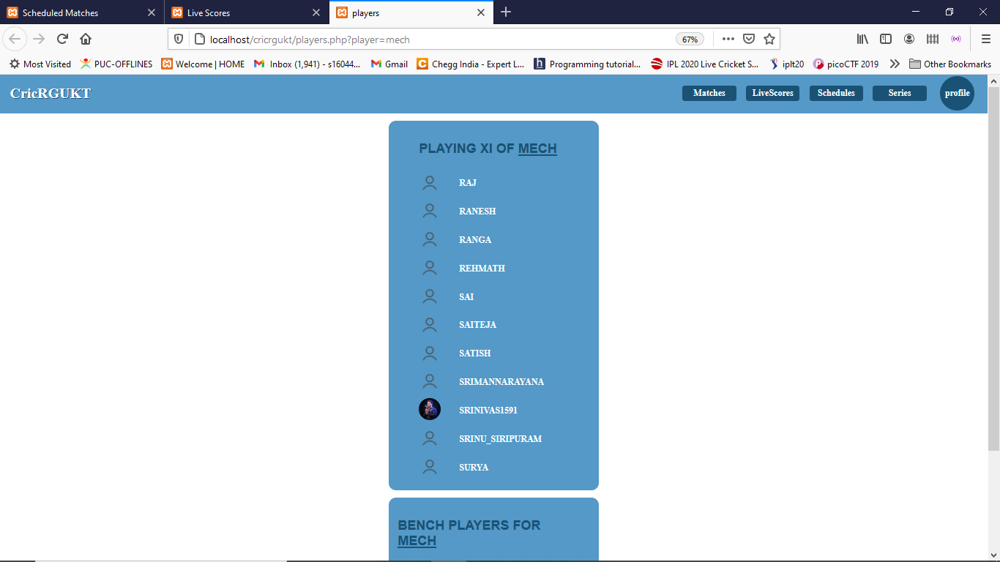 Scheduled Matches
Live Scores
players
localhost/cricrgukt/players.php?player=mech
67%
Most Visited
PUC-OFFLINES
Welcome | HOME
Inbox (1,941) - s16044...
Gmail
Chegg India - Expert L...
Programming tutorial...
IPL 2020 Live Cricket S...
iplt20
picoCTF 2019
Other Bookmarks
CricRGUKT
Matches
LiveScores
Schedules
Series
profile
PLAYING XI OF MECH
RAJ
RANESH
RANGA
REHMATH
SAI
SAITEJA
SATISH
SRIMANNARAYANA
SRINIVAS1591
SRINU_SIRIPURAM
SURYA
BENCH PLAYERS FOR
MECH